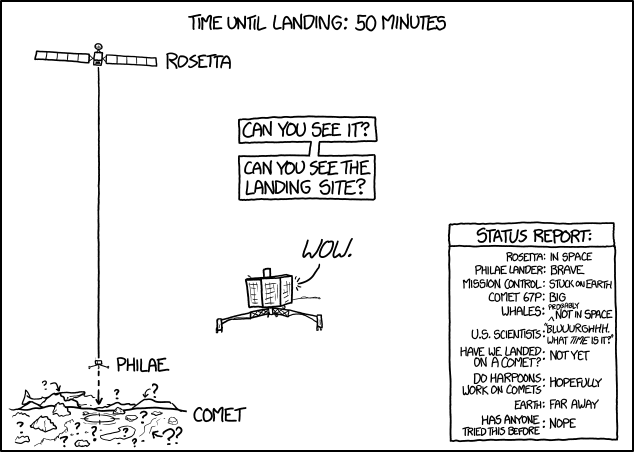 TIME UNTIL LANDING: 50 MINUTES
ROSETTA
CAN YOU SEE IT?
CAN YOU SEE THE
LANDING SITE?
WOW.
PHILAE
COMET
? ? ? ? ? ? ? ??
STATUS REPORT:
ROSETTA: IN SPACE
PHILAE LANDER: BRAVE
MISSION CONTROL: STUCK ON EARTH
COMET 67P: BIG
WHALES: PROBABLY
^ NOT IN SPACE
U.S. SCIENTISTS: "BLUUURGHHH.
WHAT TIME IS IT?"
HAVE WE LANDED
ON A COMET?: NOT YET
DO HARPOONS
WORK ON COMETS: HOPEFULLY
EARTH: FAR AWAY
HAS ANYONE
TRIED THIS BEFORE: NOPE